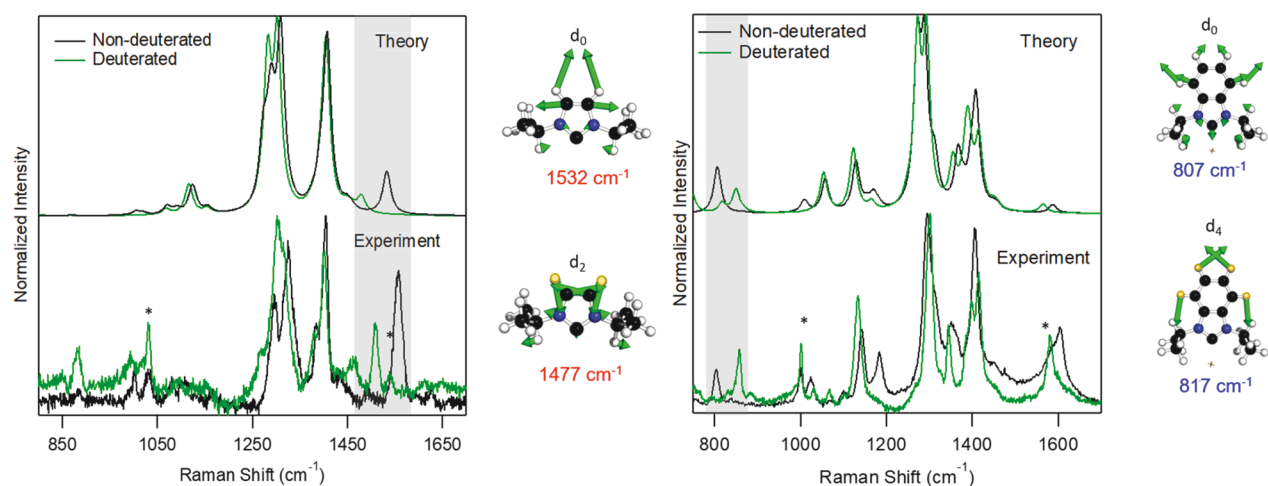 Non-deuterated
Deuterated
Theory
Experiment
*
*
Normalized Intensity
850
1050
1250
1450
1650
Raman Shift (cm⁻¹)
d₀
1532 cm⁻¹
d₂
1477 cm⁻¹
Non-deuterated
Deuterated
Theory
Experiment
*
*
Normalized Intensity
800
1000
1200
1400
1600
Raman Shift (cm⁻¹)
d₀
807 cm⁻¹
d₄
817 cm⁻¹